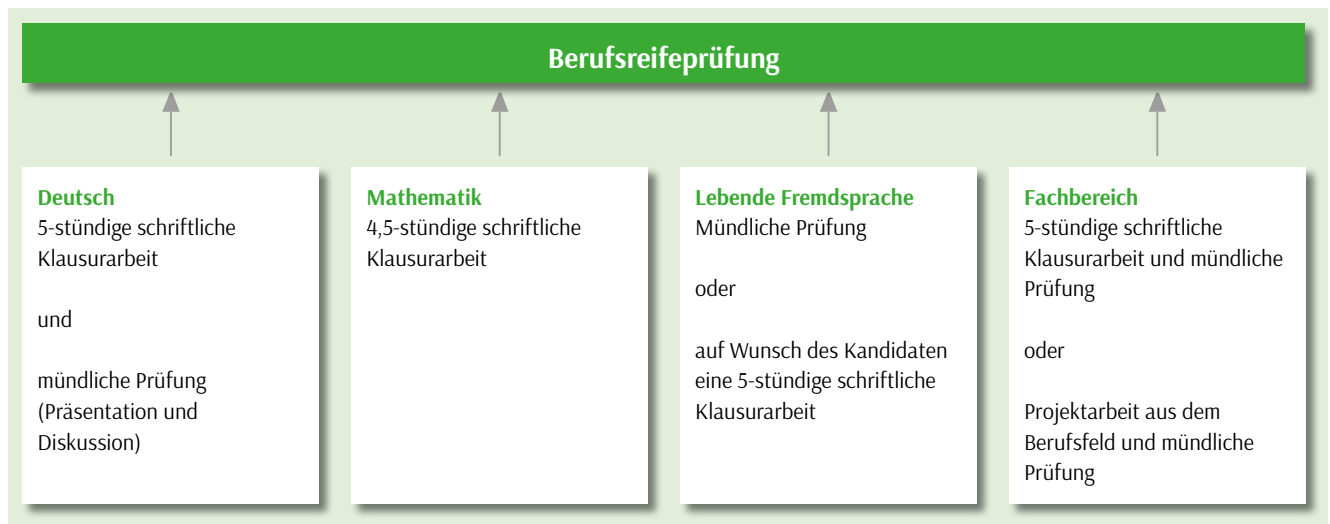 Berufsreifeprüfung
Deutsch
5-stündige schriftliche
Klausurarbeit
und
mündliche Prüfung
(Präsentation und
Diskussion)
Mathematik
4,5-stündige schriftliche
Klausurarbeit
Lebende Fremdsprache
Mündliche Prüfung
oder
auf Wunsch des Kandidaten
eine 5-stündige schriftliche
Klausurarbeit
Fachbereich
5-stündige schriftliche
Klausurarbeit und mündliche
Prüfung
oder
Projektarbeit aus dem
Berufsfeld und mündliche
Prüfung